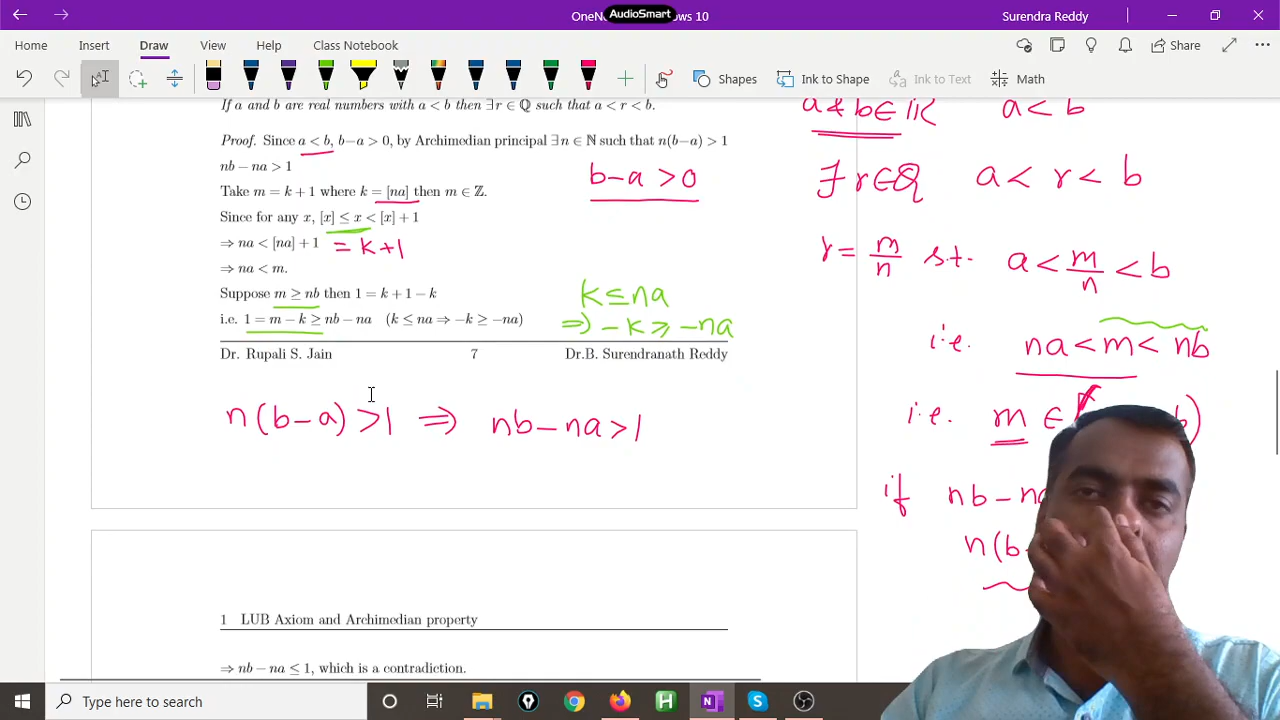 OneN
ows 10
AudioSmart
Surendra Reddy
Home Insert Draw View Help Class Notebook
Share
Shapes
Ink to Shape
Ink to Text
Math
If a and b are real numbers with a < b then ∃ r ∈ ℚ such that a < r < b.
Proof. Since a < b, b−a > 0, by Archimedian principal ∃ n ∈ ℕ such that n(b−a) > 1
nb − na > 1
Take m = k + 1 where k = [na] then m ∈ ℤ.
Since for any x, [x] ≤ x < [x] + 1
⇒ na < [na] + 1 = k+1
⇒ na < m.
Suppose m ≥ nb then 1 = k + 1 − k
i.e. 1 = m − k ≥ nb − na (k ≤ na ⇒ −k ≥ −na)
Dr. Rupali S. Jain 7 Dr.B. Surendranath Reddy
b−a >0
k ≤ na
⇒ −k ≥ −na
n(b−a) >1 ⇒ nb−na >1
a & b ∈ ℝ a < b
∃ r∈ℚ a < r < b
r = m/n s.t. a < m/n < b
i.e. na < m < nb
i.e. m ∈ b)
if nb − na
n(b-
1 LUB Axiom and Archimedian property
⇒ nb − na ≤ 1, which is a contradiction.
Type here to search